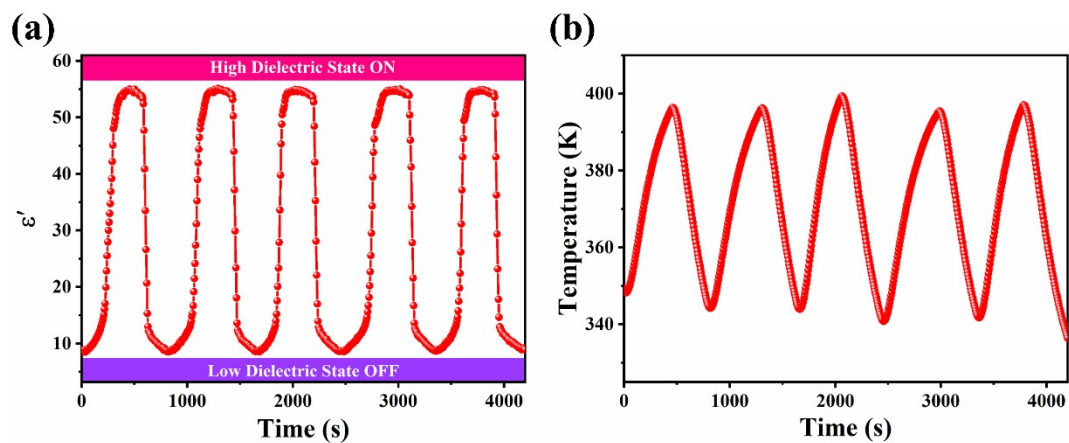 (a)
60
50
40
30
20
10
ε′
High Dielectric State ON
Low Dielectric State OFF
0
1000
2000
3000
4000
Time (s)
(b)
400
380
360
340
Temperature (K)
0
1000
2000
3000
4000
Time (s)